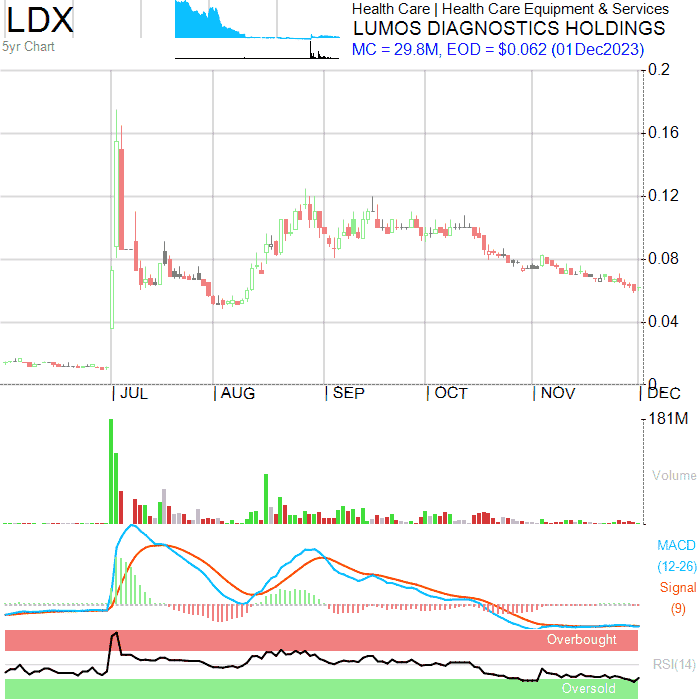 LDX
5yr Chart
Health Care | Health Care Equipment & Services
LUMOS DIAGNOSTICS HOLDINGS
MC = 29.8M, EOD = $0.062 (01Dec2023)
0.2
0.16
0.12
0.08
0.04
0
JUL AUG SEP OCT NOV DEC
181M
Volume
MACD
(12-26)
Signal
(9)
Overbought
RSI(14)
Oversold